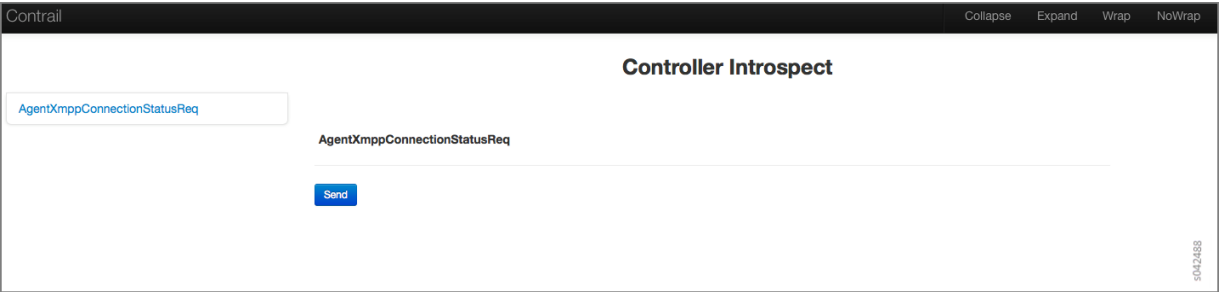 Contrail Collapse Expand Wrap NoWrap
Controller Introspect
AgentXmppConnectionStatusReq
AgentXmppConnectionStatusReq
Send
s042488